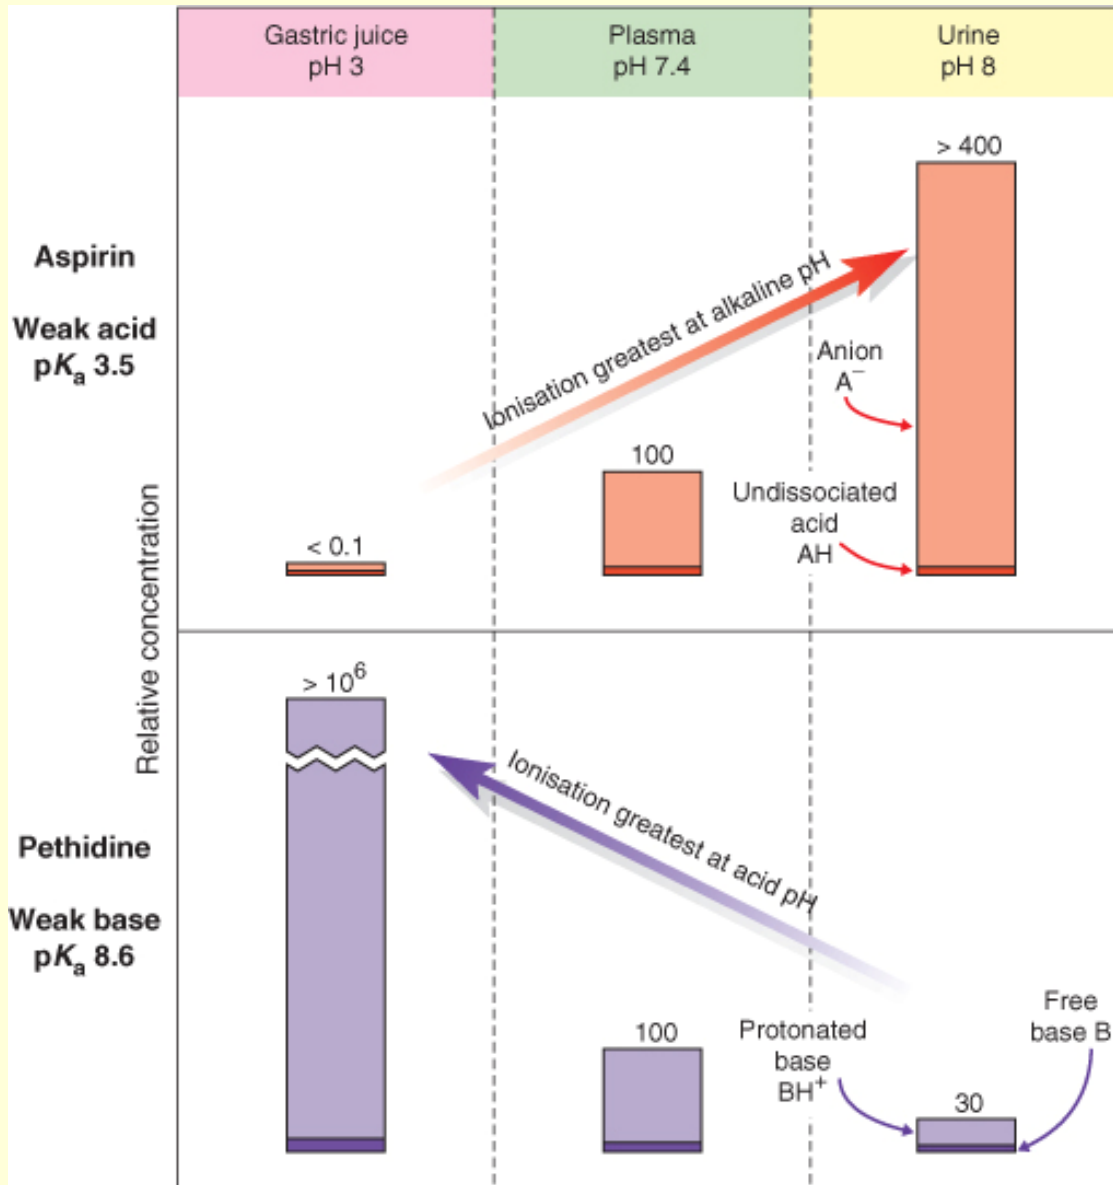 Gastric juice
pH 3
Plasma
pH 7.4
Urine
pH 8
Aspirin
Weak acid
pKₐ 3.5
< 0.1
100
> 400
Ionisation greatest at alkaline pH
Anion
A⁻
Undissociated
acid
AH
Relative concentration
Pethidine
Weak base
pKₐ 8.6
> 10⁶
100
30
Ionisation greatest at acid pH
Protonated
base
BH⁺
Free
base B